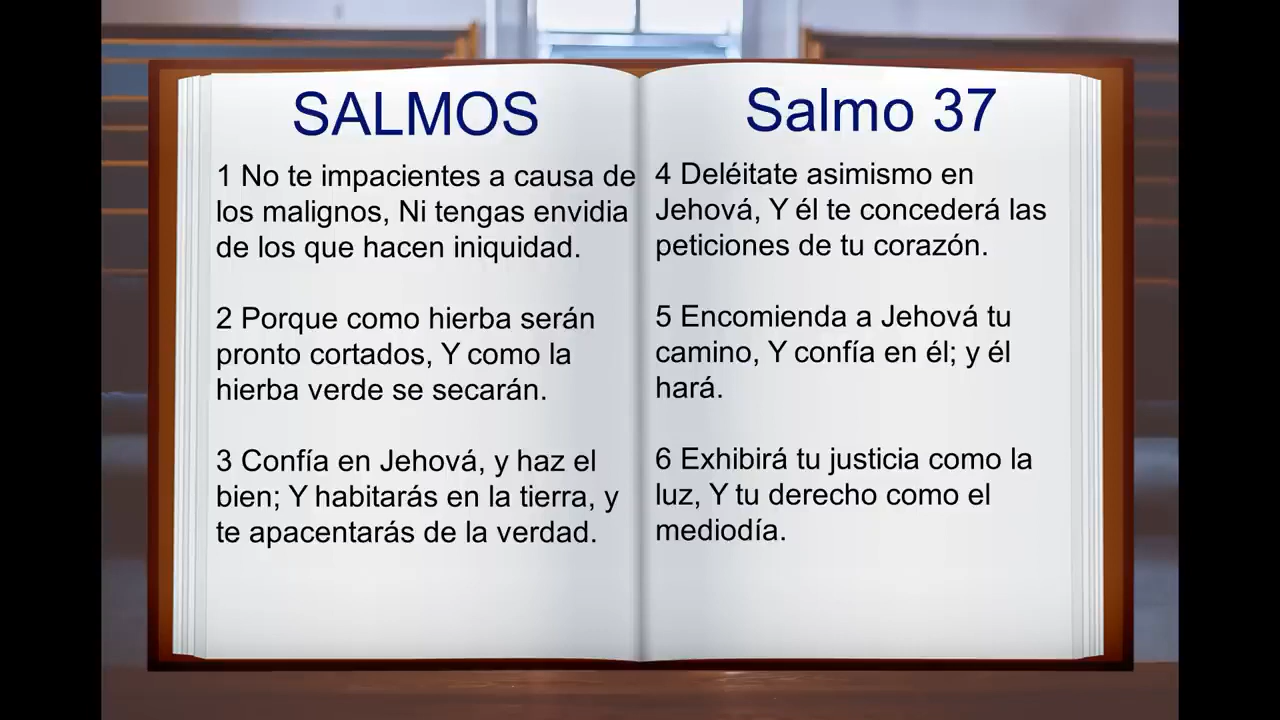 SALMOS
1 No te impacientes a causa de
los malignos, Ni tengas envidia
de los que hacen iniquidad.
2 Porque como hierba serán
pronto cortados, Y como la
hierba verde se secarán.
3 Confía en Jehová, y haz el
bien; Y habitarás en la tierra, y
te apacentarás de la verdad.
Salmo 37
4 Deléitate asimismo en
Jehová, Y él te concederá las
peticiones de tu corazón.
5 Encomienda a Jehová tu
camino, Y confía en él; y él
hará.
6 Exhibirá tu justicia como la
luz, Y tu derecho como el
mediodía.